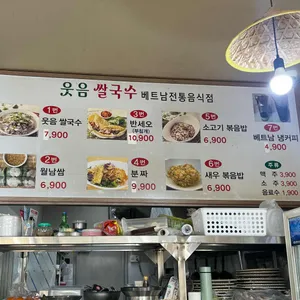 웃음 쌀국수 베트남전통음식점
1번
웃음 쌀국수
7,900
3번
반세오
(부침개)
10,900
5번
소고기 볶음밥
6,900
7번
베트남 냉커피
4,900
2번
월남쌈
6,900
4번
분짜
9,900
6번
새우 볶음밥
6,900
주류
맥 주 3,900
소 주 3,900
음료수 1,900